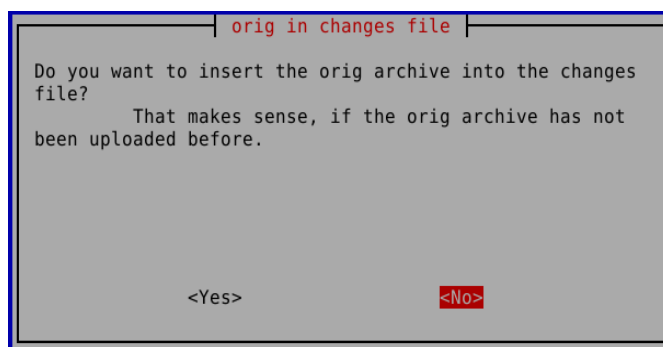 orig in changes file
Do you want to insert the orig archive into the changes
file?
That makes sense, if the orig archive has not
been uploaded before.
<Yes> <No>